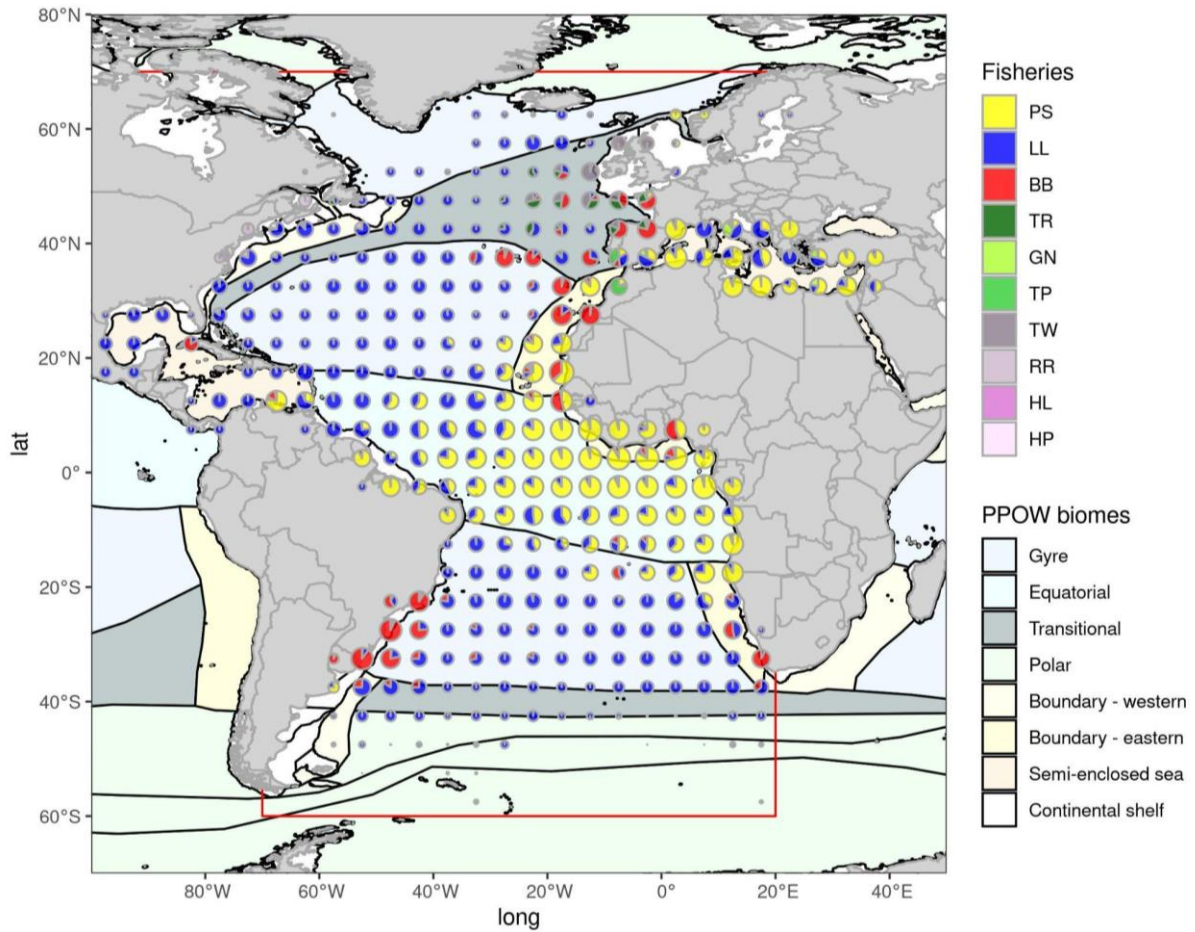 80°N
60°N
40°N
20°N
0°
20°S
40°S
60°S
lat
80°W
60°W
40°W
20°W
0°
20°E
40°E
long
Fisheries
PS
LL
BB
TR
GN
TP
TW
RR
HL
HP
PPOW biomes
Gyre
Equatorial
Transitional
Polar
Boundary - western
Boundary - eastern
Semi-enclosed sea
Continental shelf